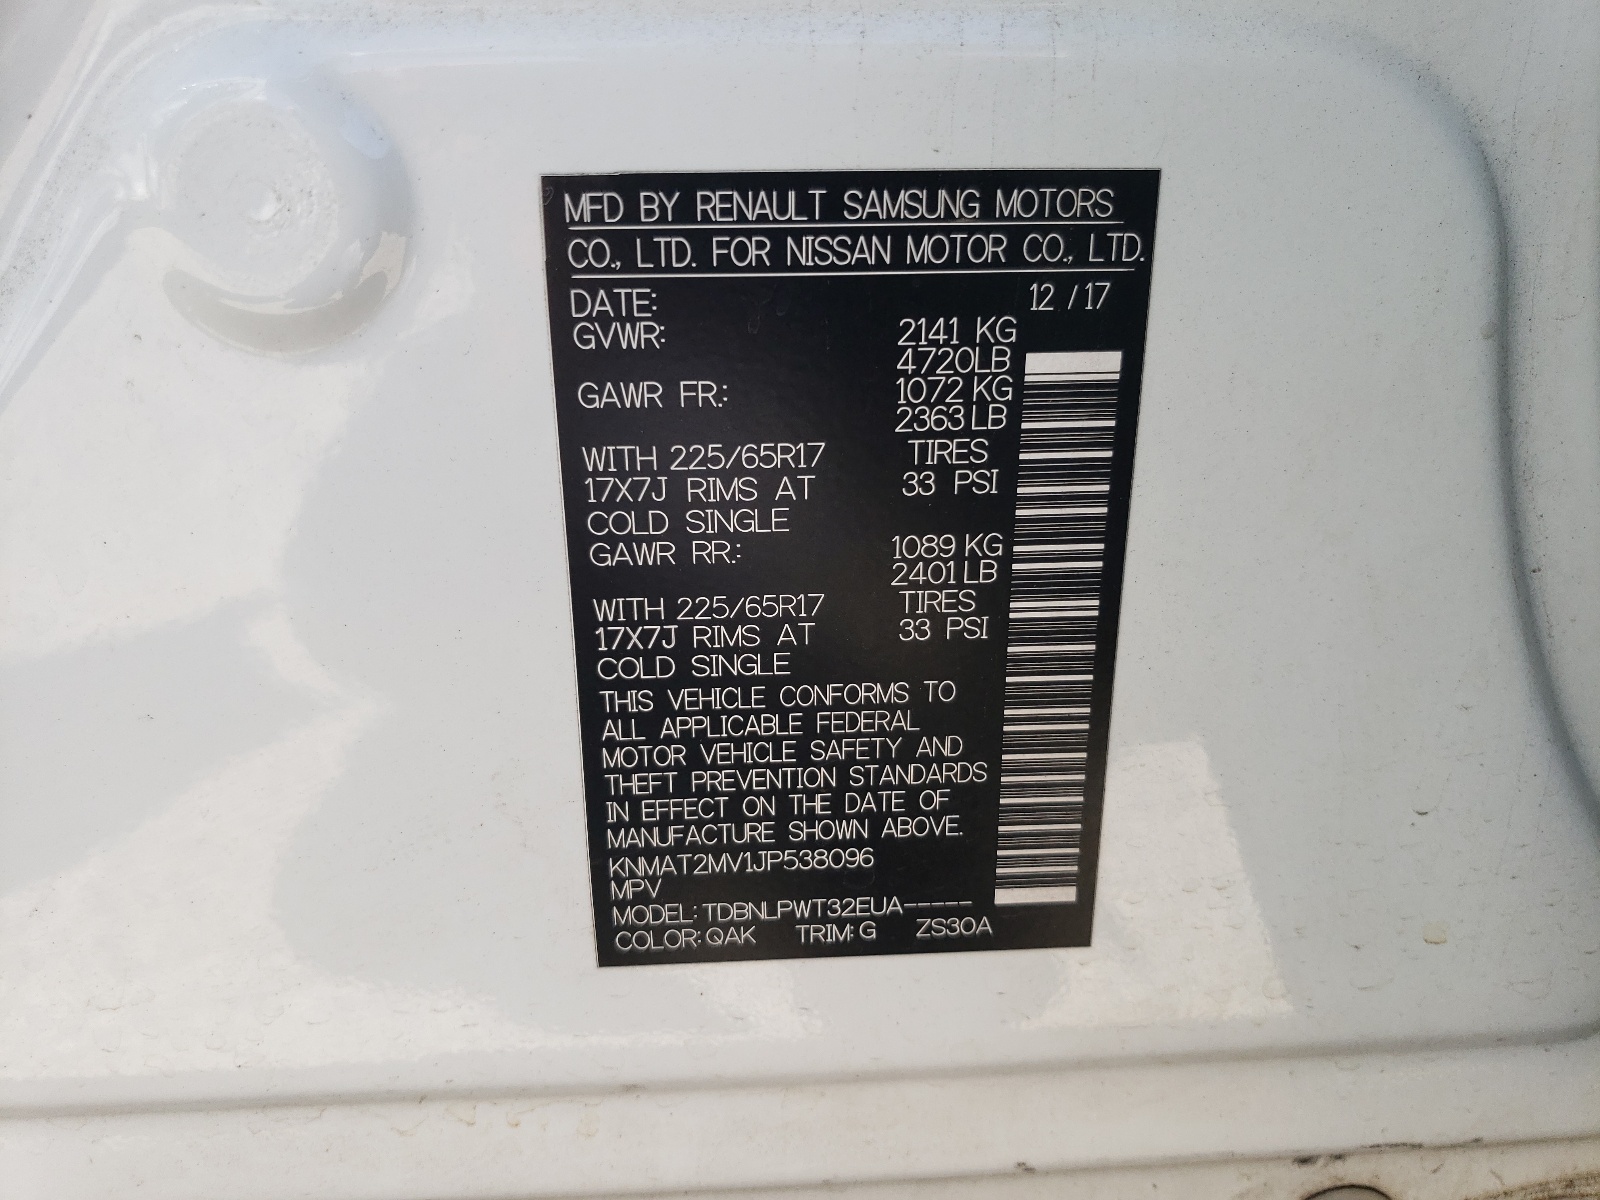 MFD BY RENAULT SAMSUNG MOTORS
CO., LTD. FOR NISSAN MOTOR CO., LTD.
DATE: 12 /17
GVWR: 2141 KG
4720LB
GAWR FR.: 1072 KG
2363 LB
WITH 225/65R17 TIRES
17X7J RIMS AT 33 PSI
COLD SINGLE
GAWR RR.: 1089 KG
2401 LB
WITH 225/65R17 TIRES
17X7J RIMS AT 33 PSI
COLD SINGLE
THIS VEHICLE CONFORMS TO
ALL APPLICABLE FEDERAL
MOTOR VEHICLE SAFETY AND
THEFT PREVENTION STANDARDS
IN EFFECT ON THE DATE OF
MANUFACTURE SHOWN ABOVE.
KNMAT2MV1JP538096
MPV
MODEL: TDBNLPWT32EUA-----
COLOR: QAK TRIM: G ZS30A